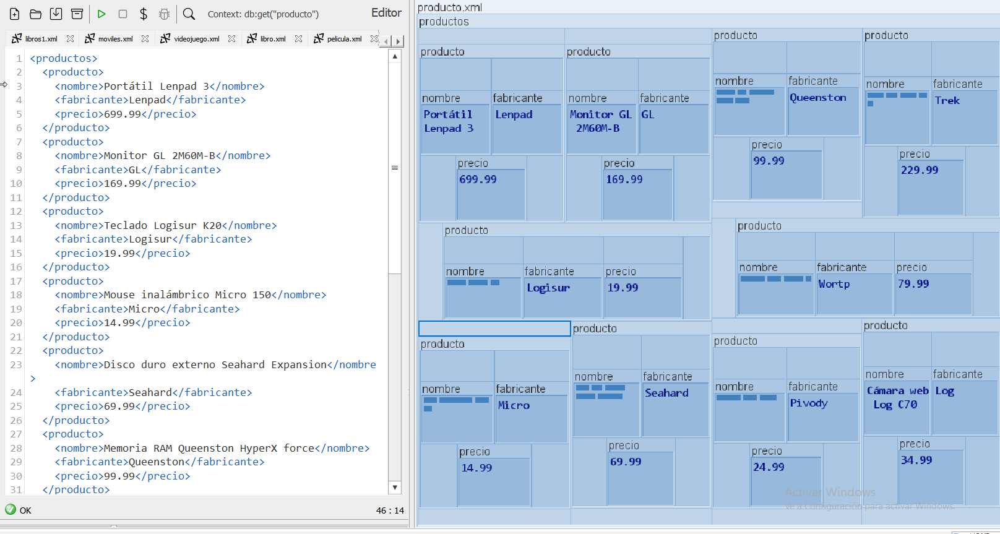 Context: db:get("producto")
Editor
libros1.xml
moviles.xml
videojuego.xml
libro.xml
pelicula.xml
1 <productos>
2 <producto>
3 <nombre>Portátil Lenpad 3</nombre>
4 <fabricante>Lenpad</fabricante>
5 <precio>699.99</precio>
6 </producto>
7 <producto>
8 <nombre>Monitor GL 2M60M-B</nombre>
9 <fabricante>GL</fabricante>
10 <precio>169.99</precio>
11 </producto>
12 <producto>
13 <nombre>Teclado Logisur K20</nombre>
14 <fabricante>Logisur</fabricante>
15 <precio>19.99</precio>
16 </producto>
17 <producto>
18 <nombre>Mouse inalámbrico Micro 150</nombre>
19 <fabricante>Micro</fabricante>
20 <precio>14.99</precio>
21 </producto>
22 <producto>
23 <nombre>Disco duro externo Seahard Expansion</nombre
>
24 <fabricante>Seahard</fabricante>
25 <precio>69.99</precio>
26 </producto>
27 <producto>
28 <nombre>Memoria RAM Queenston HyperX force</nombre>
29 <fabricante>Queenston</fabricante>
30 <precio>99.99</precio>
31 </producto>
OK
46 : 14
producto.xml
productos
producto
nombre
Portátil
Lenpad 3
fabricante
Lenpad
precio
699.99
producto
nombre
Monitor GL
2M60M-B
fabricante
GL
precio
169.99
producto
nombre
fabricante
Queenston
precio
99.99
producto
nombre
fabricante
Trek
precio
229.99
producto
nombre
fabricante
Logisur
precio
19.99
producto
nombre
fabricante
Wortp
precio
79.99
producto
nombre
fabricante
Micro
precio
14.99
producto
nombre
fabricante
Seahard
precio
69.99
producto
nombre
fabricante
Pivody
precio
24.99
producto
nombre
Cámara web
Log C70
fabricante
Log
precio
34.99
Activar Windows
Ve a Configuración para activar Windows.